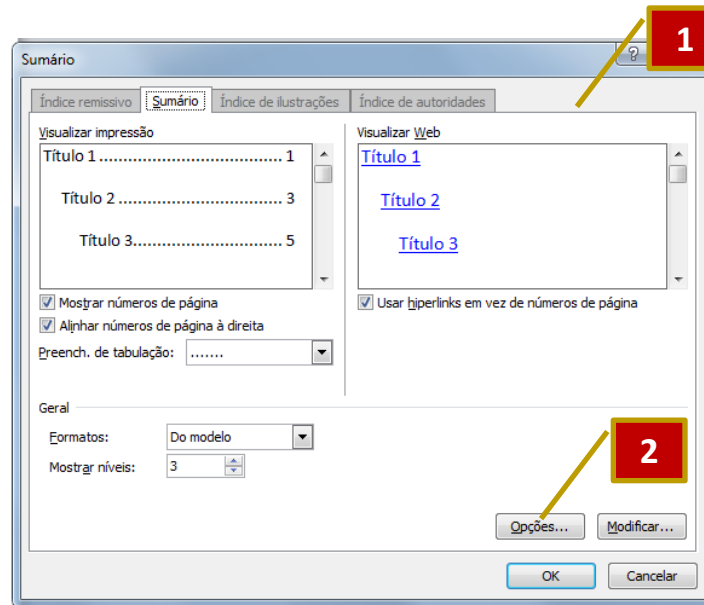 1
Sumário
?
Índice remissivo Sumário Índice de ilustrações Índice de autoridades
Visualizar impressão
Título 1 ..................................... 1
Título 2 ................................. 3
Título 3.............................. 5
Visualizar Web
Título 1
Título 2
Título 3
Mostrar números de página
Alinhar números de página à direita
Preench. de tabulação: .......
Usar hiperlinks em vez de números de página
Geral
Formatos: Do modelo
Mostrar níveis: 3
2
Opções... Modificar...
OK Cancelar